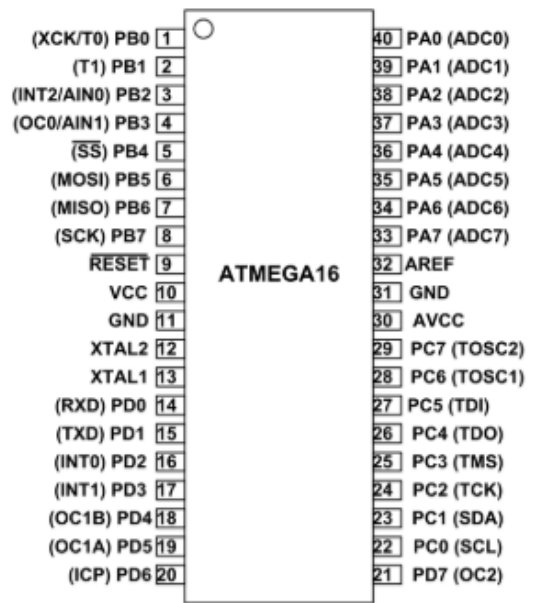 (XCK/T0) PB0 1 40 PA0 (ADC0)
(T1) PB1 2 39 PA1 (ADC1)
(INT2/AIN0) PB2 3 38 PA2 (ADC2)
(OC0/AIN1) PB3 4 37 PA3 (ADC3)
(SS) PB4 5 36 PA4 (ADC4)
(MOSI) PB5 6 35 PA5 (ADC5)
(MISO) PB6 7 34 PA6 (ADC6)
(SCK) PB7 8 33 PA7 (ADC7)
RESET 9 32 AREF
ATMEGA16
VCC 10 31 GND
GND 11 30 AVCC
XTAL2 12 29 PC7 (TOSC2)
XTAL1 13 28 PC6 (TOSC1)
(RXD) PD0 14 27 PC5 (TDI)
(TXD) PD1 15 26 PC4 (TDO)
(INT0) PD2 16 25 PC3 (TMS)
(INT1) PD3 17 24 PC2 (TCK)
(OC1B) PD4 18 23 PC1 (SDA)
(OC1A) PD5 19 22 PC0 (SCL)
(ICP) PD6 20 21 PD7 (OC2)